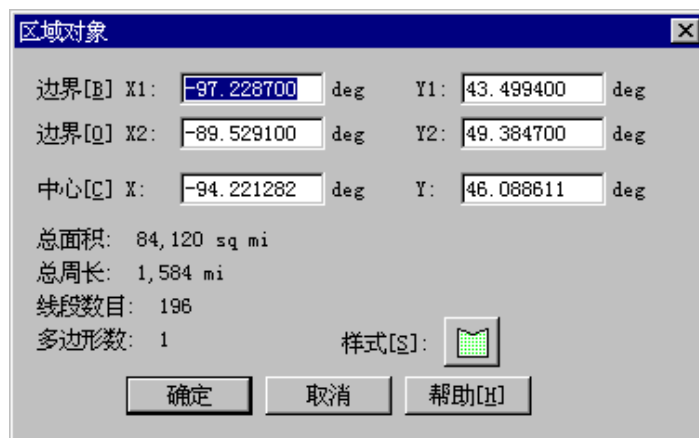 区域对象
边界[B] X1: -97.228700 deg Y1: 43.499400 deg
边界[O] X2: -89.529100 deg Y2: 49.384700 deg
中心[C] X: -94.221282 deg Y: 46.088611 deg
总面积: 84,120 sq mi
总周长: 1,584 mi
线段数目: 196
多边形数: 1 样式[S]:
确定 取消 帮助[H]